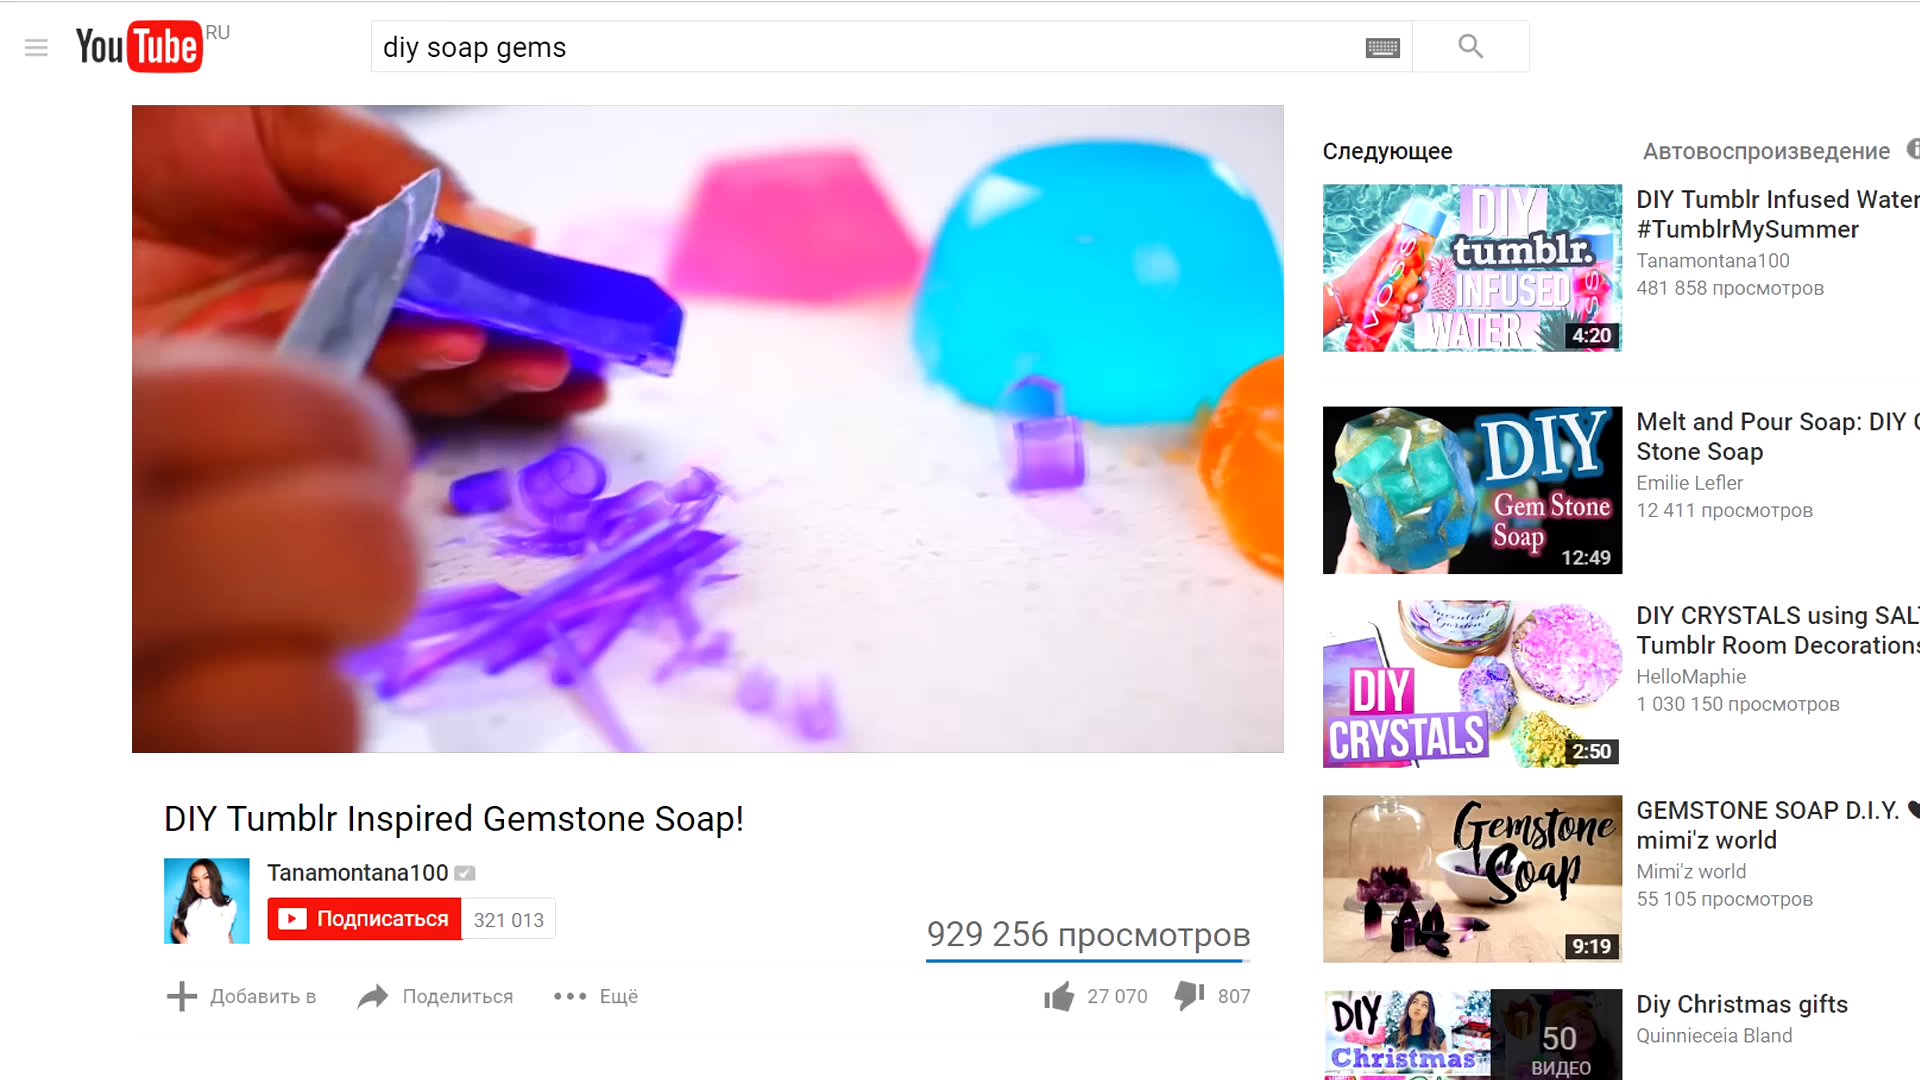 YouTube RU
diy soap gems
DIY Tumblr Inspired Gemstone Soap!
Tanamontana100
Подписаться 321 013
929 256 просмотров
Добавить в Поделиться ••• Ещё
27 070 807
Следующее Автовоспроизведение
DIY
tumblr.
INFUSED
WATER
VOSS
4:20
DIY Tumblr Infused Water
#TumblrMySummer
Tanamontana100
481 858 просмотров
DIY
Gem Stone
Soap
12:49
Melt and Pour Soap: DIY
Stone Soap
Emilie Lefler
12 411 просмотров
DIY
CRYSTALS
2:50
DIY CRYSTALS using SAL
Tumblr Room Decorations
HelloMaphie
1 030 150 просмотров
Gemstone
Soap
9:19
GEMSTONE SOAP D.I.Y.
mimi'z world
Mimi'z world
55 105 просмотров
DIY
Christmas
50
ВИДЕО
Diy Christmas gifts
Quinnieceia Bland